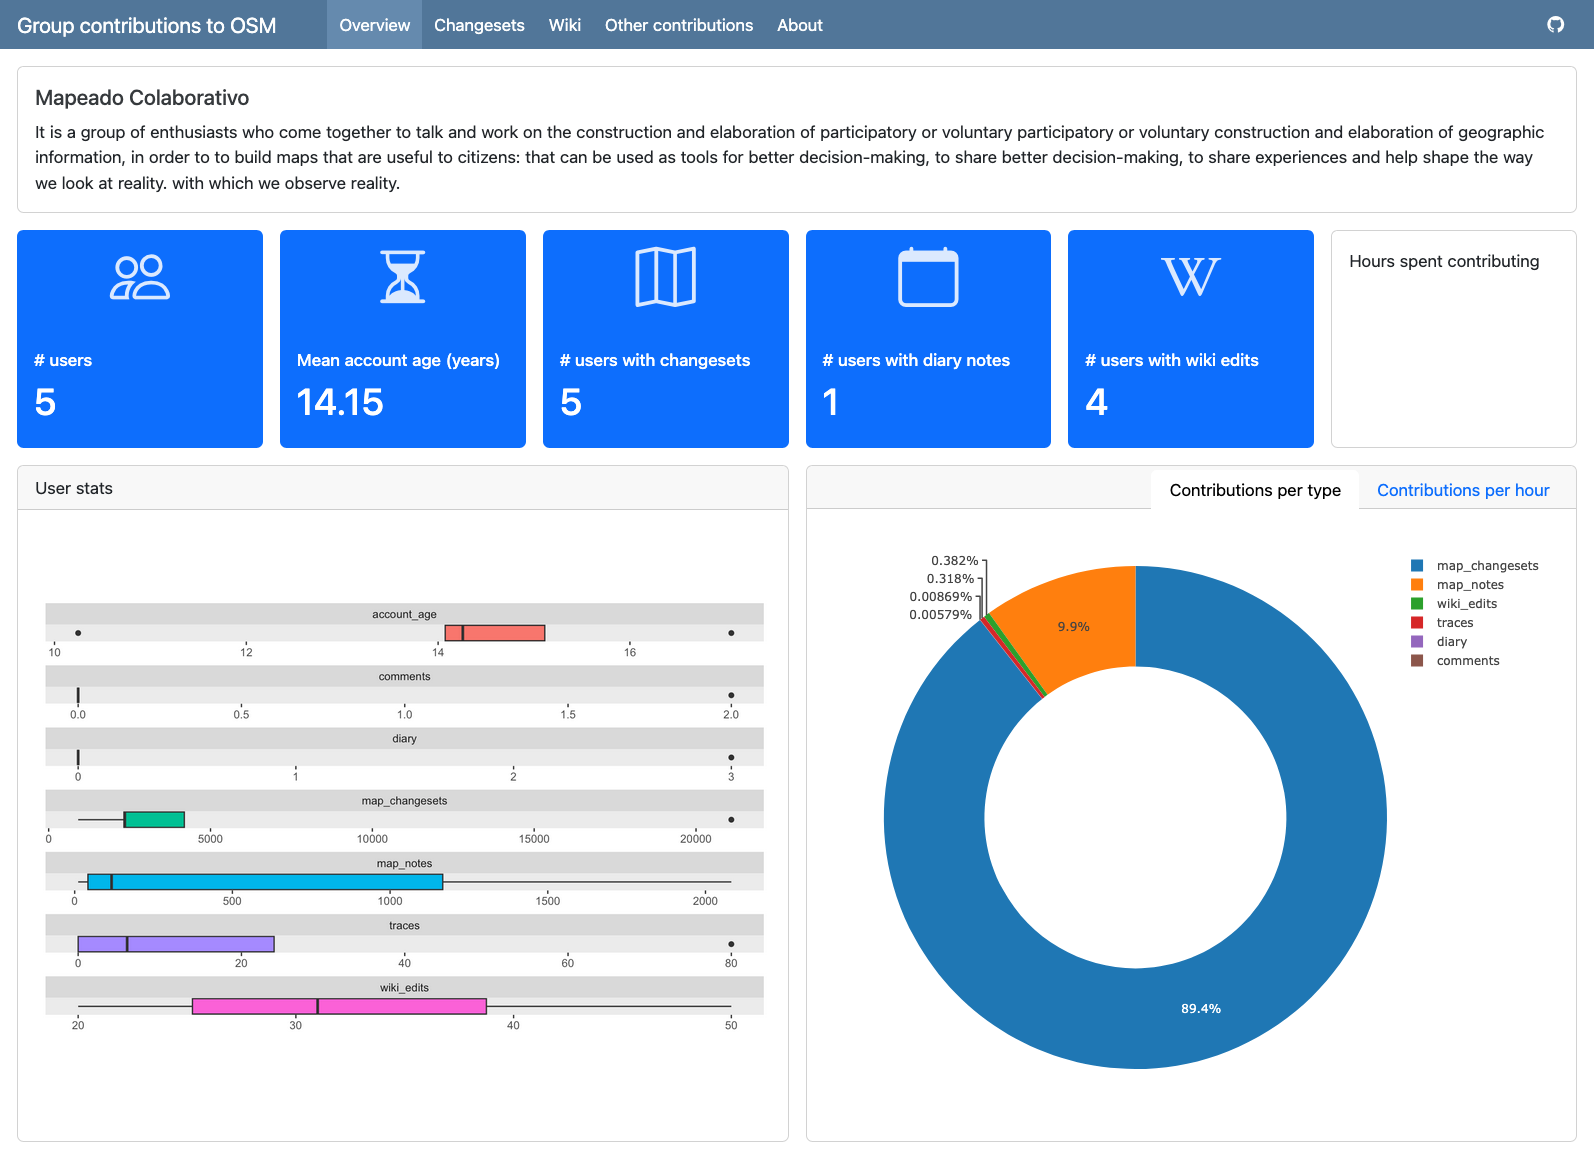 Group contributions to OSM
Overview
Changesets
Wiki
Other contributions
About
Mapeado Colaborativo
It is a group of enthusiasts who come together to talk and work on the construction and elaboration of participatory or voluntary participatory or voluntary construction and elaboration of geographic
information, in order to to build maps that are useful to citizens: that can be used as tools for better decision-making, to share better decision-making, to share experiences and help shape the way
we look at reality. with which we observe reality.
# users
5
Mean account age (years)
14.15
# users with changesets
5
# users with diary notes
1
W
# users with wiki edits
4
Hours spent contributing
User stats
account_age
10 12 14 16
comments
0.0 0.5 1.0 1.5 2.0
diary
0 1 2 3
map_changesets
0 5000 10000 15000 20000
map_notes
0 500 1000 1500 2000
traces
0 20 40 60 80
wiki_edits
20 30 40 50
Contributions per type
Contributions per hour
0.382%
0.318%
0.00869%
0.00579%
9.9%
89.4%
map_changesets
map_notes
wiki_edits
traces
diary
comments